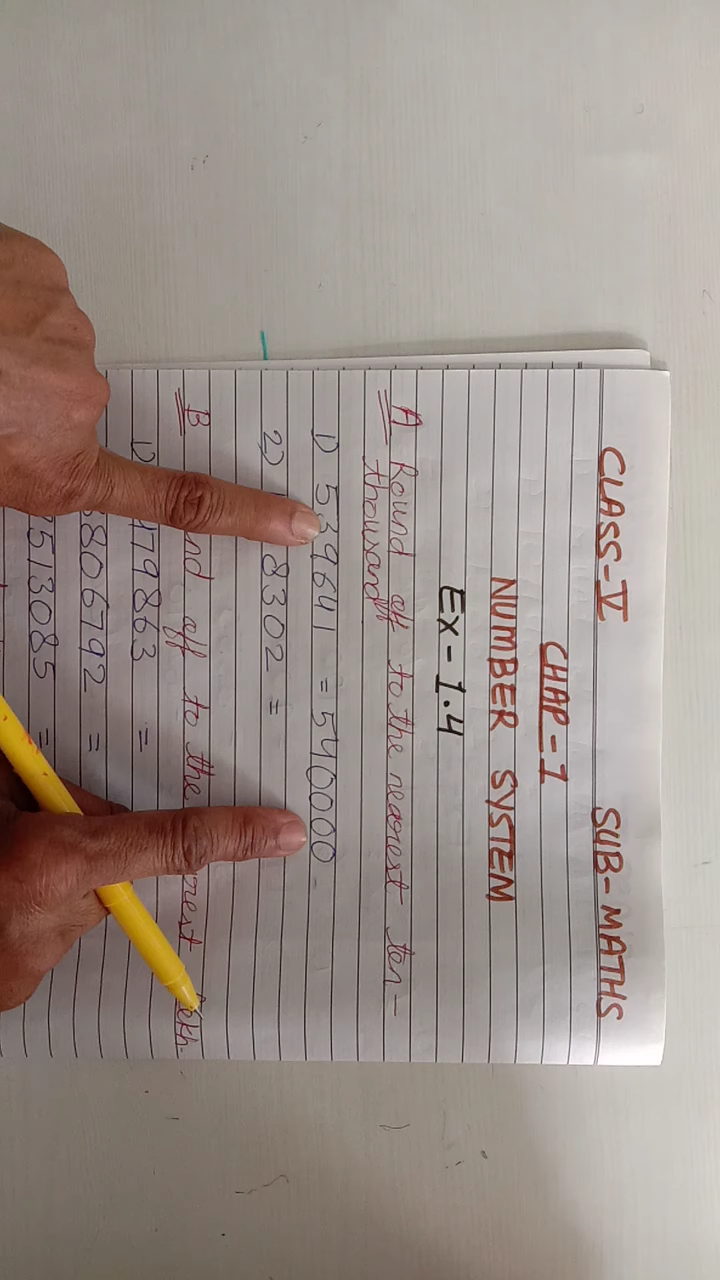 CLASS-V SUB-MATHS
CHAP-1
NUMBER SYSTEM
Ex-1.4
A Round off to the nearest ten-
thousand
1) 539641 = 540000
2) 8302 =
B off to the lakh.
1) 479863 =
806792 =
513085 =